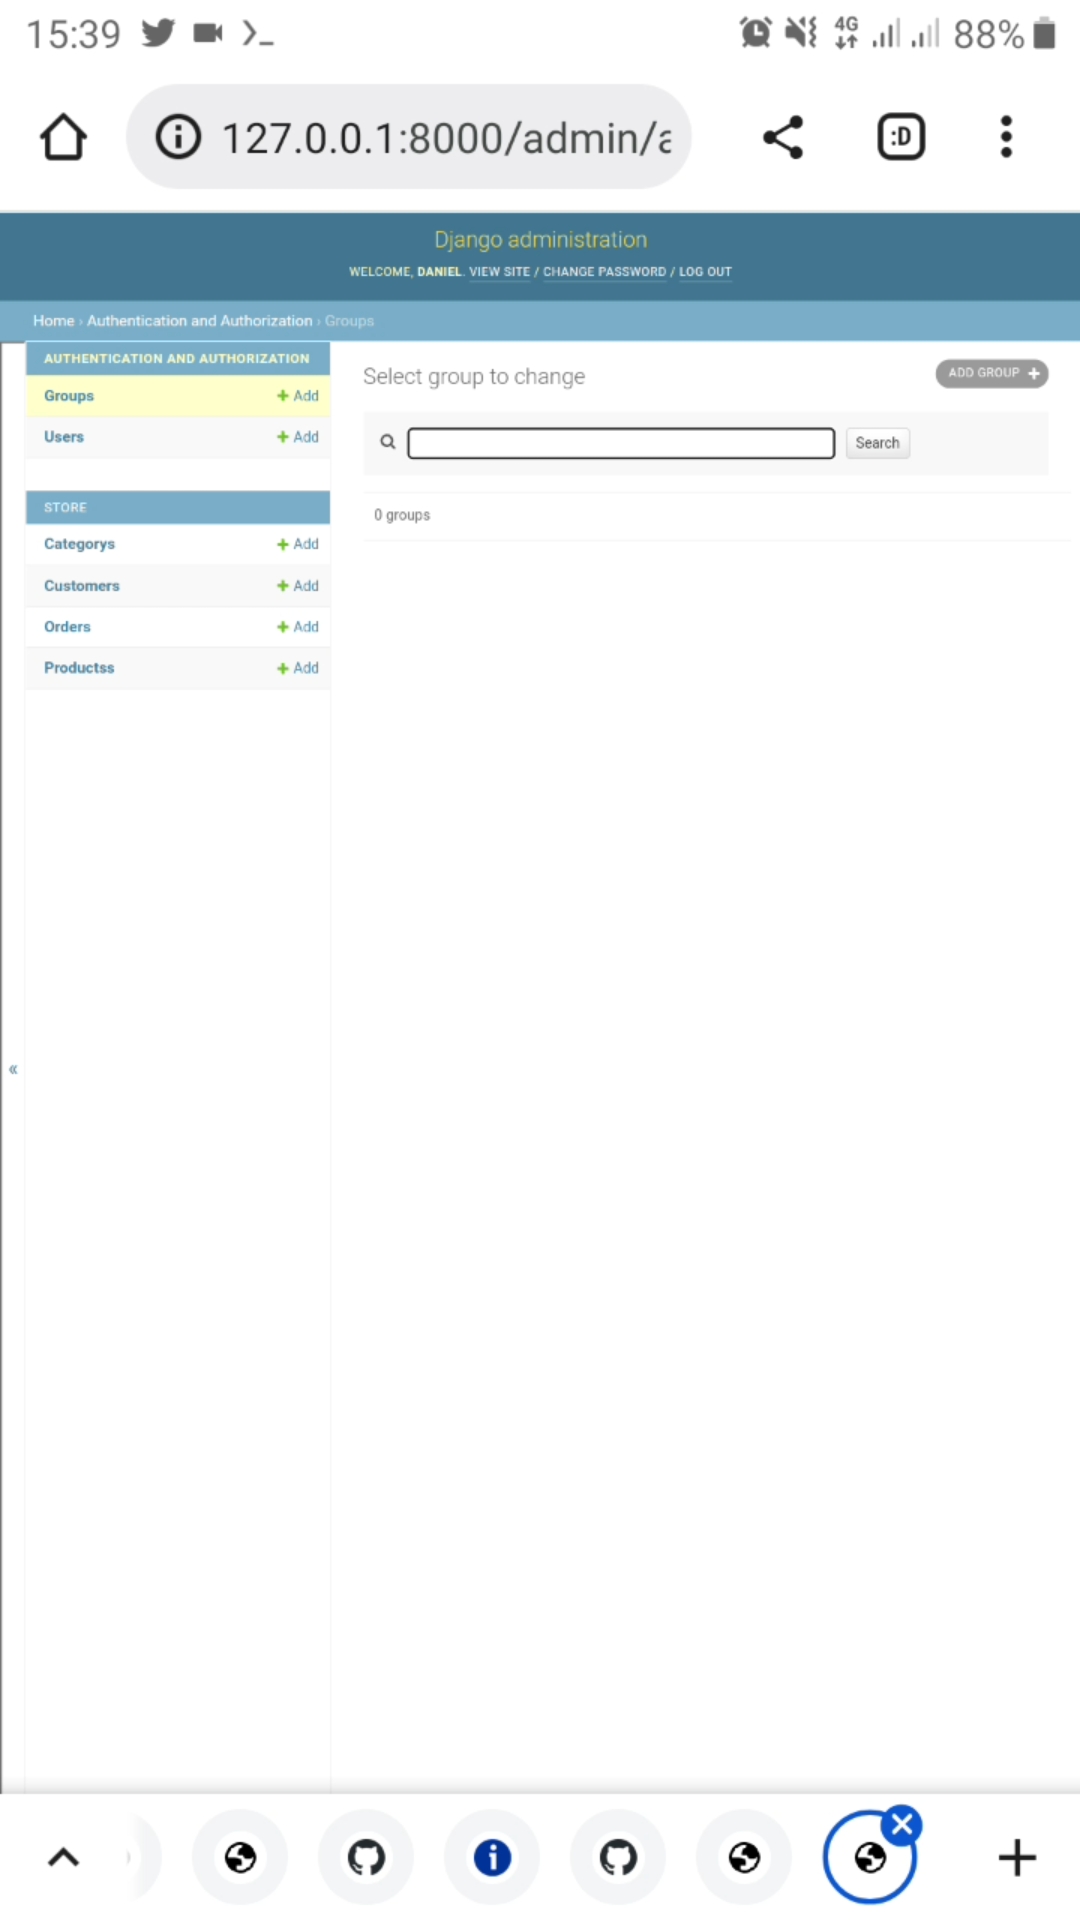 15:39
4G
88%
127.0.0.1:8000/admin/a
:D
Django administration
WELCOME, DANIEL. VIEW SITE / CHANGE PASSWORD / LOG OUT
Home › Authentication and Authorization › Groups
AUTHENTICATION AND AUTHORIZATION
Groups + Add
Users + Add
Select group to change
ADD GROUP +
Search
0 groups
STORE
Categorys + Add
Customers + Add
Orders + Add
Productss + Add
«